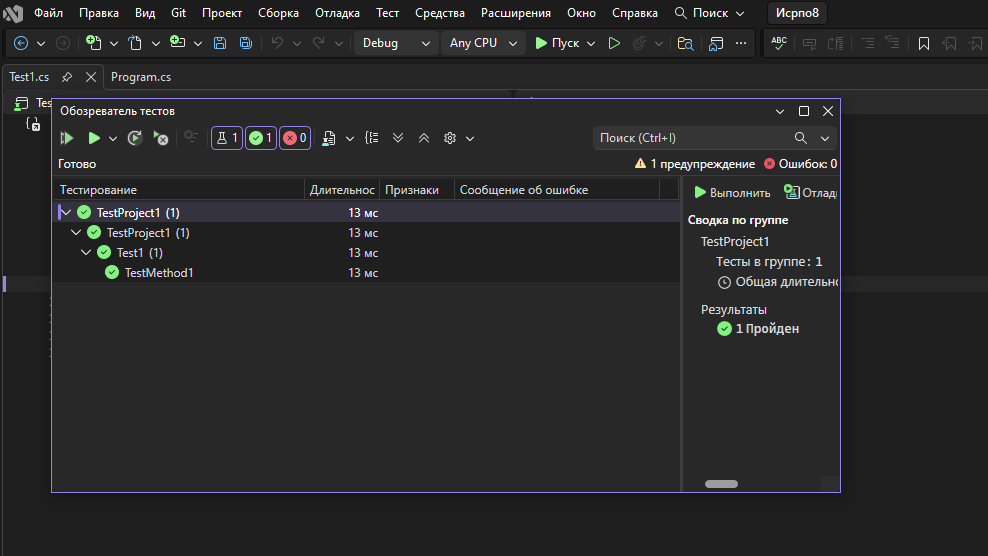 Файл Правка Вид Git Проект Сборка Отладка Тест Средства Расширения Окно Справка Поиск Исрпо8
Debug Any CPU Пуск ABC
Test1.cs Program.cs
Te
Обозреватель тестов
1 1 0 Поиск (Ctrl+I)
Готово 1 предупреждение Ошибок: 0
Тестирование Длительнос Признаки Сообщение об ошибке
Выполнить Отлад
TestProject1 (1) 13 мс
TestProject1 (1) 13 мс
Test1 (1) 13 мс
TestMethod1 13 мс
Сводка по группе
TestProject1
Тесты в группе: 1
Общая длительно
Результаты
1 Пройден